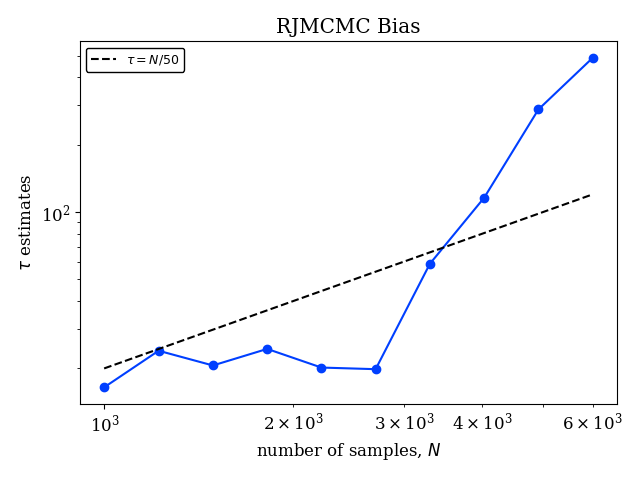 RJMCMC Bias
τ = N/50
τ estimates
10²
10³
2 × 10³
3 × 10³
4 × 10³
6 × 10³
number of samples, N